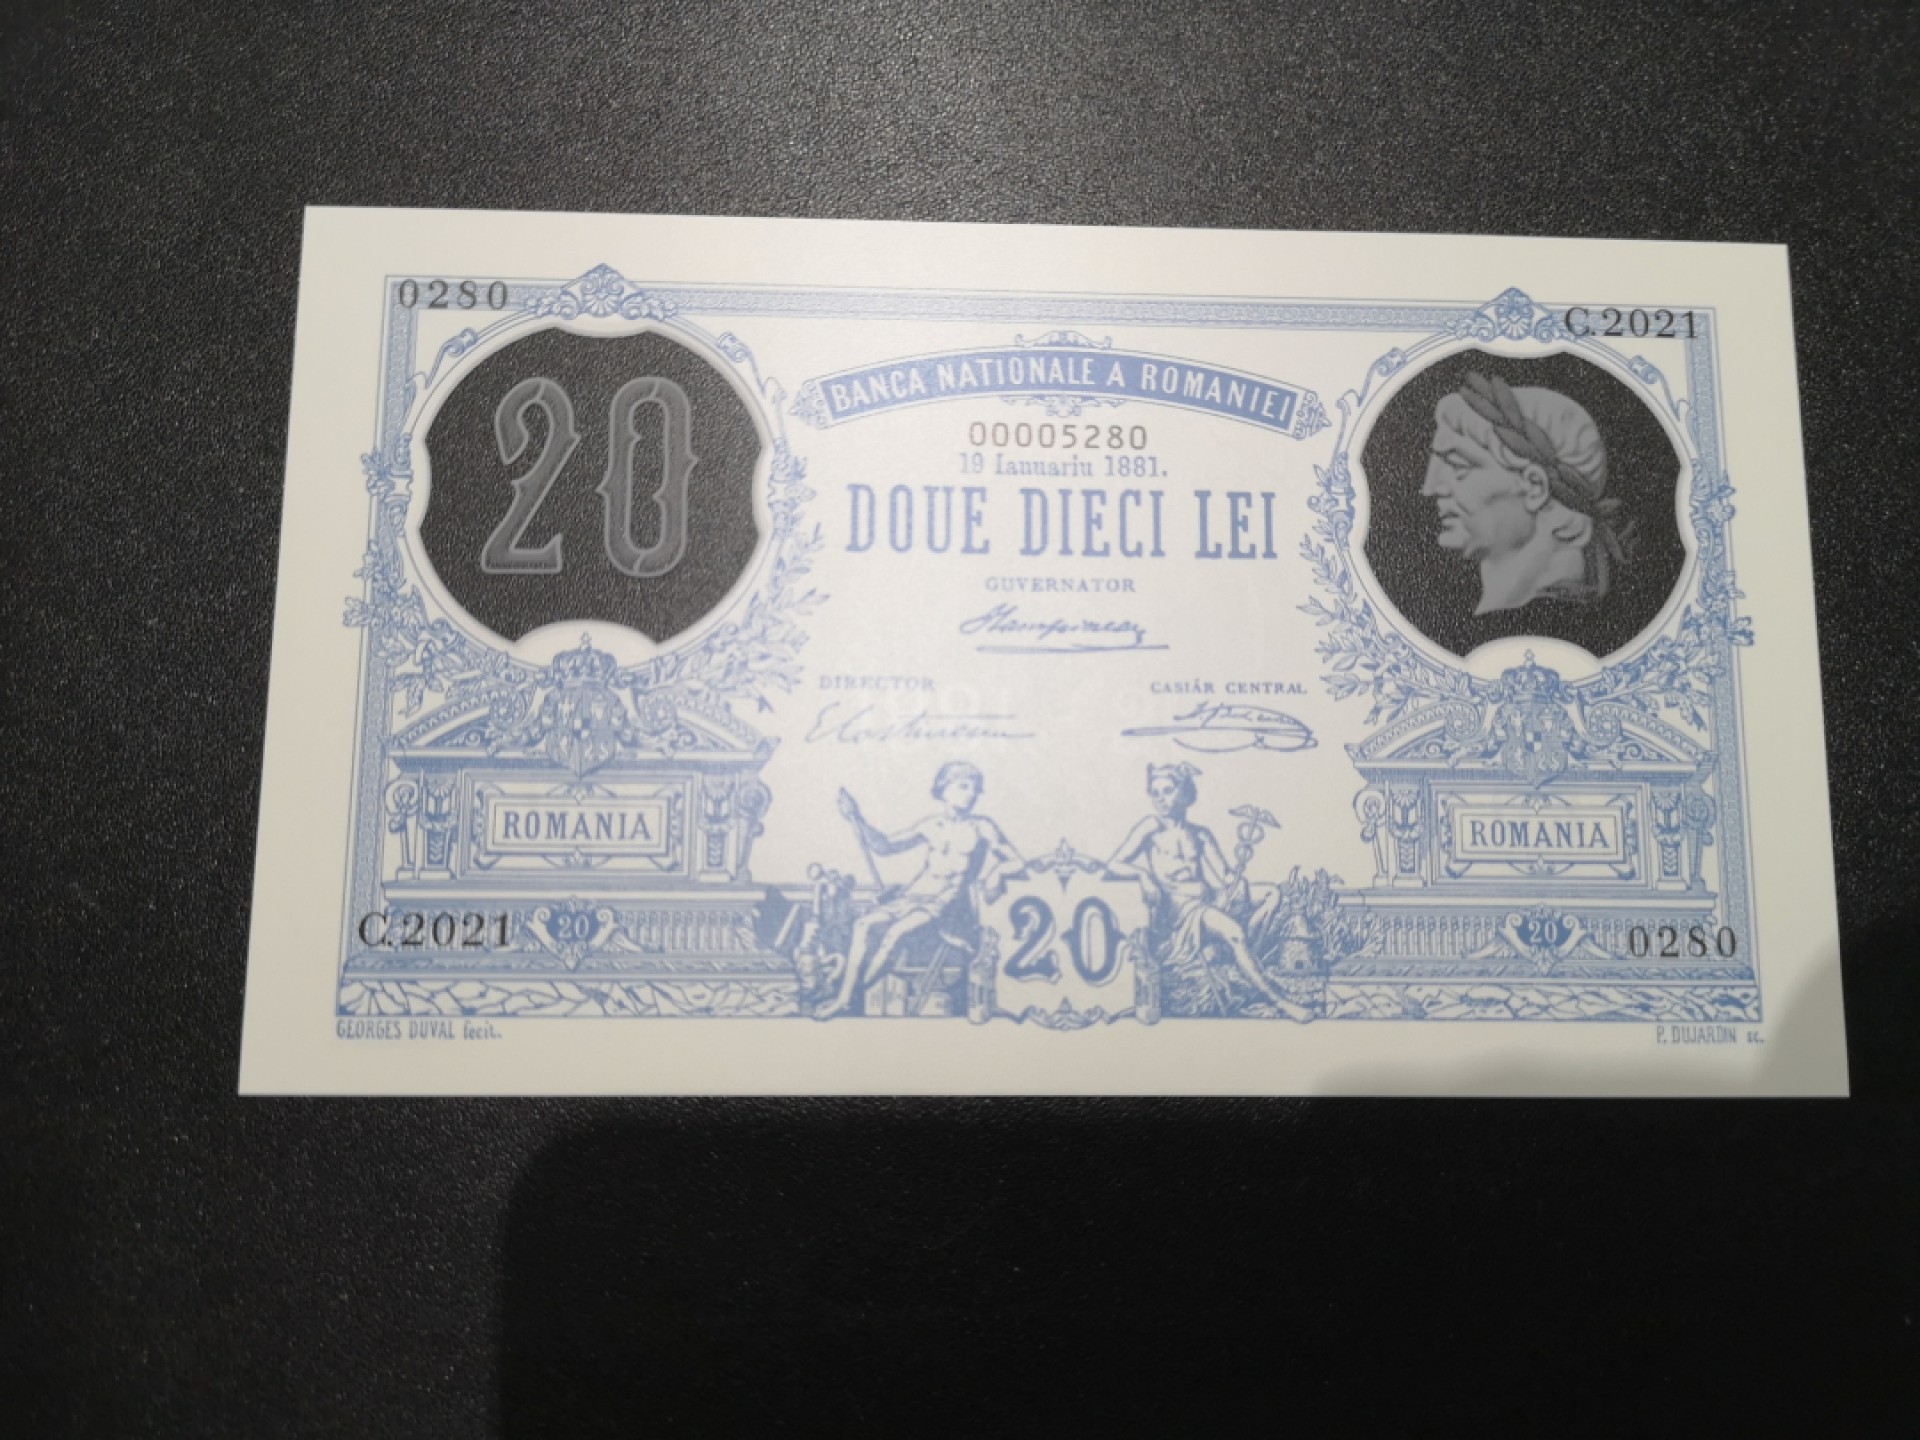 0280
C.2021
20
BANCA NATIONALE A ROMANIEI
00005280
19 Ianuariu 1881.
DOUE DIECI LEI
GUVERNATOR
DIRECTOR
CASIÁR CENTRAL
ROMANIA
ROMANIA
C.2021
20
20
20
0280
GEORGES DUVAL fecit.
P. DUJARDIN sc.